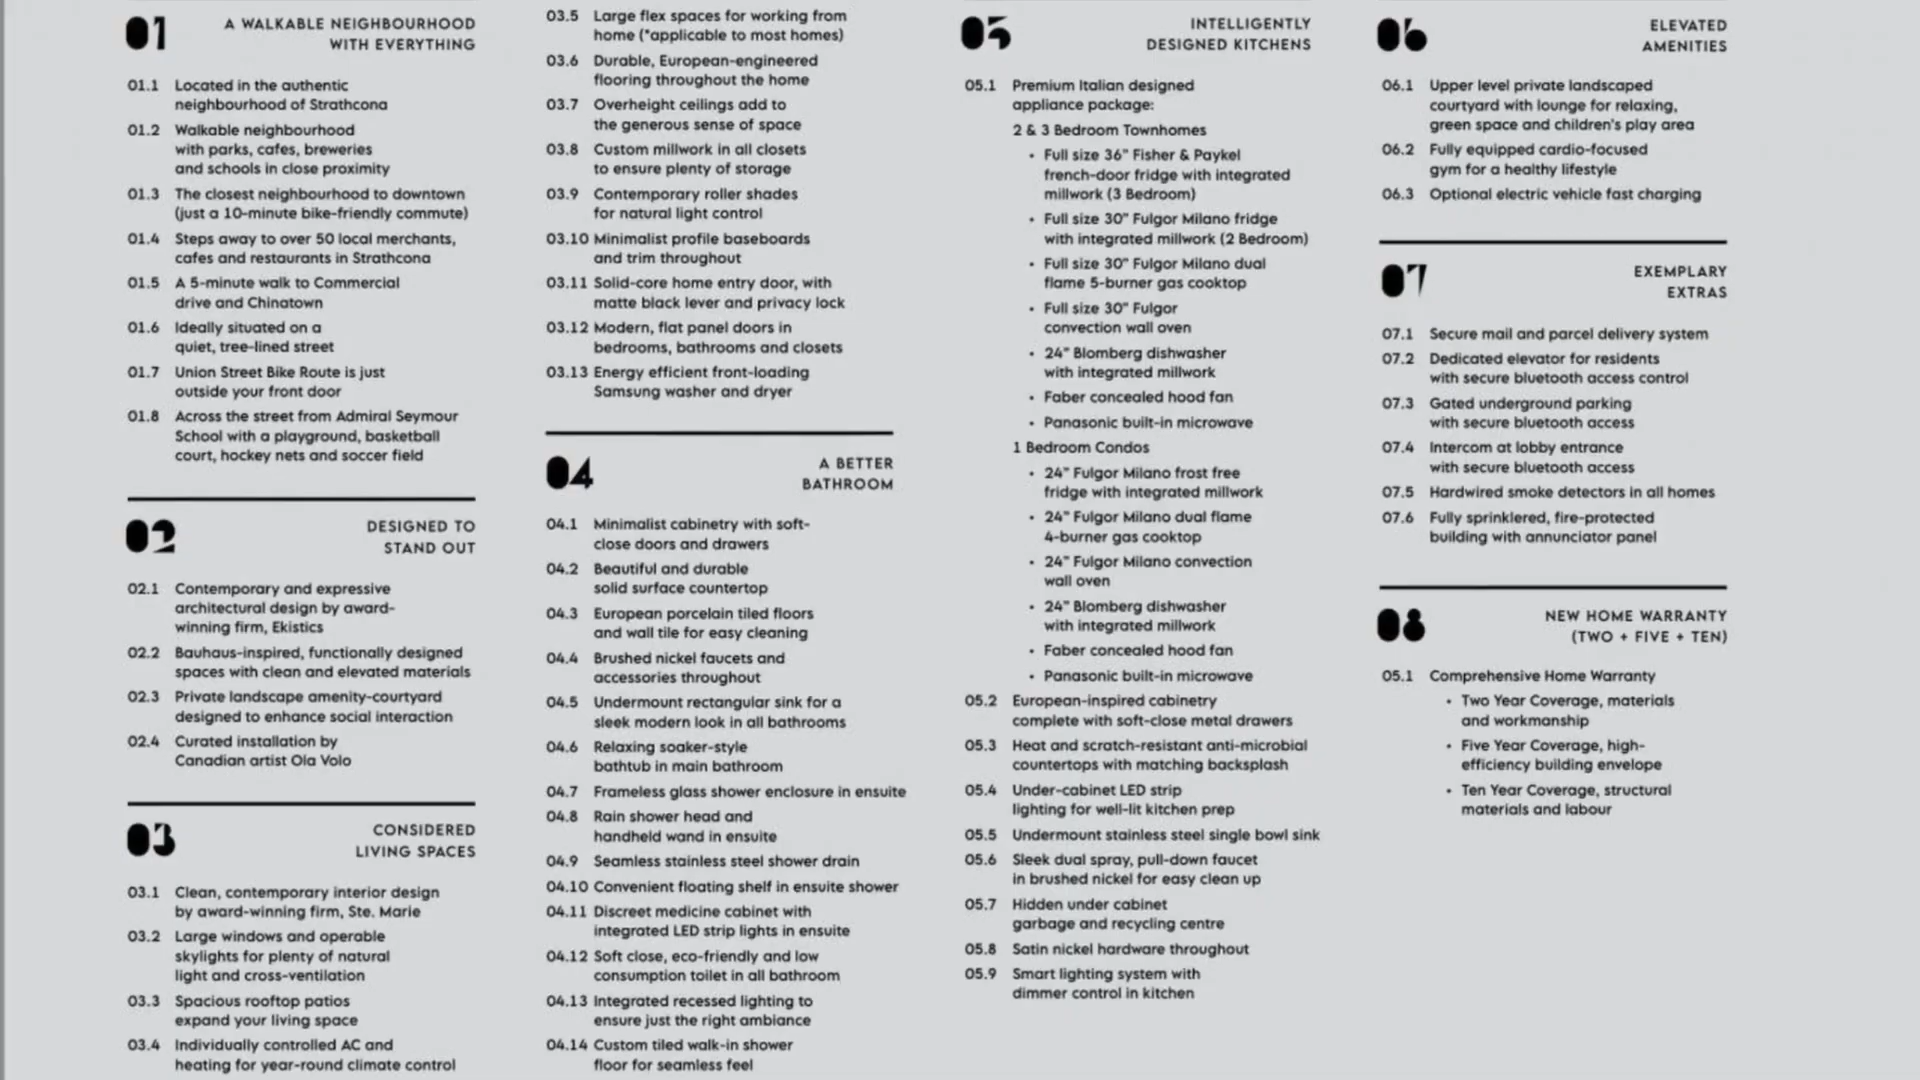 01
A WALKABLE NEIGHBOURHOOD
WITH EVERYTHING
01.1 Located in the authentic
neighbourhood of Strathcona
01.2 Walkable neighbourhood
with parks, cafes, breweries
and schools in close proximity
01.3 The closest neighbourhood to downtown
(just a 10-minute bike-friendly commute)
01.4 Steps away to over 50 local merchants,
cafes and restaurants in Strathcona
01.5 A 5-minute walk to Commercial
drive and Chinatown
01.6 Ideally situated on a
quiet, tree-lined street
01.7 Union Street Bike Route is just
outside your front door
01.8 Across the street from Admiral Seymour
School with a playground, basketball
court, hockey nets and soccer field
02
DESIGNED TO
STAND OUT
02.1 Contemporary and expressive
architectural design by award-
winning firm, Ekistics
02.2 Bauhaus-inspired, functionally designed
spaces with clean and elevated materials
02.3 Private landscape amenity-courtyard
designed to enhance social interaction
02.4 Curated installation by
Canadian artist Ola Volo
03
CONSIDERED
LIVING SPACES
03.1 Clean, contemporary interior design
by award-winning firm, Ste. Marie
03.2 Large windows and operable
skylights for plenty of natural
light and cross-ventilation
03.3 Spacious rooftop patios
expand your living space
03.4 Individually controlled AC and
heating for year-round climate control
03.5 Large flex spaces for working from
home (*applicable to most homes)
03.6 Durable, European-engineered
flooring throughout the home
03.7 Overheight ceilings add to
the generous sense of space
03.8 Custom millwork in all closets
to ensure plenty of storage
03.9 Contemporary roller shades
for natural light control
03.10 Minimalist profile baseboards
and trim throughout
03.11 Solid-core home entry door, with
matte black lever and privacy lock
03.12 Modern, flat panel doors in
bedrooms, bathrooms and closets
03.13 Energy efficient front-loading
Samsung washer and dryer
04
A BETTER
BATHROOM
04.1 Minimalist cabinetry with soft-
close doors and drawers
04.2 Beautiful and durable
solid surface countertop
04.3 European porcelain tiled floors
and wall tile for easy cleaning
04.4 Brushed nickel faucets and
accessories throughout
04.5 Undermount rectangular sink for a
sleek modern look in all bathrooms
04.6 Relaxing soaker-style
bathtub in main bathroom
04.7 Frameless glass shower enclosure in ensuite
04.8 Rain shower head and
handheld wand in ensuite
04.9 Seamless stainless steel shower drain
04.10 Convenient floating shelf in ensuite shower
04.11 Discreet medicine cabinet with
integrated LED strip lights in ensuite
04.12 Soft close, eco-friendly and low
consumption toilet in all bathroom
04.13 Integrated recessed lighting to
ensure just the right ambiance
04.14 Custom tiled walk-in shower
floor for seamless feel
05
INTELLIGENTLY
DESIGNED KITCHENS
05.1 Premium Italian designed
appliance package:
2 & 3 Bedroom Townhomes
• Full size 36" Fisher & Paykel
french-door fridge with integrated
millwork (3 Bedroom)
• Full size 30" Fulgor Milano fridge
with integrated millwork (2 Bedroom)
• Full size 30" Fulgor Milano dual
flame 5-burner gas cooktop
• Full size 30" Fulgor
convection wall oven
• 24" Blomberg dishwasher
with integrated millwork
• Faber concealed hood fan
• Panasonic built-in microwave
1 Bedroom Condos
• 24" Fulgor Milano frost free
fridge with integrated millwork
• 24" Fulgor Milano dual flame
4-burner gas cooktop
• 24" Fulgor Milano convection
wall oven
• 24" Blomberg dishwasher
with integrated millwork
• Faber concealed hood fan
• Panasonic built-in microwave
05.2 European-inspired cabinetry
complete with soft-close metal drawers
05.3 Heat and scratch-resistant anti-microbial
countertops with matching backsplash
05.4 Under-cabinet LED strip
lighting for well-lit kitchen prep
05.5 Undermount stainless steel single bowl sink
05.6 Sleek dual spray, pull-down faucet
in brushed nickel for easy clean up
05.7 Hidden under cabinet
garbage and recycling centre
05.8 Satin nickel hardware throughout
05.9 Smart lighting system with
dimmer control in kitchen
06
ELEVATED
AMENITIES
06.1 Upper level private landscaped
courtyard with lounge for relaxing,
green space and children's play area
06.2 Fully equipped cardio-focused
gym for a healthy lifestyle
06.3 Optional electric vehicle fast charging
07
EXEMPLARY
EXTRAS
07.1 Secure mail and parcel delivery system
07.2 Dedicated elevator for residents
with secure bluetooth access control
07.3 Gated underground parking
with secure bluetooth access
07.4 Intercom at lobby entrance
with secure bluetooth access
07.5 Hardwired smoke detectors in all homes
07.6 Fully sprinklered, fire-protected
building with annunciator panel
08
NEW HOME WARRANTY
(TWO + FIVE + TEN)
05.1 Comprehensive Home Warranty
• Two Year Coverage, materials
and workmanship
• Five Year Coverage, high-
efficiency building envelope
• Ten Year Coverage, structural
materials and labour